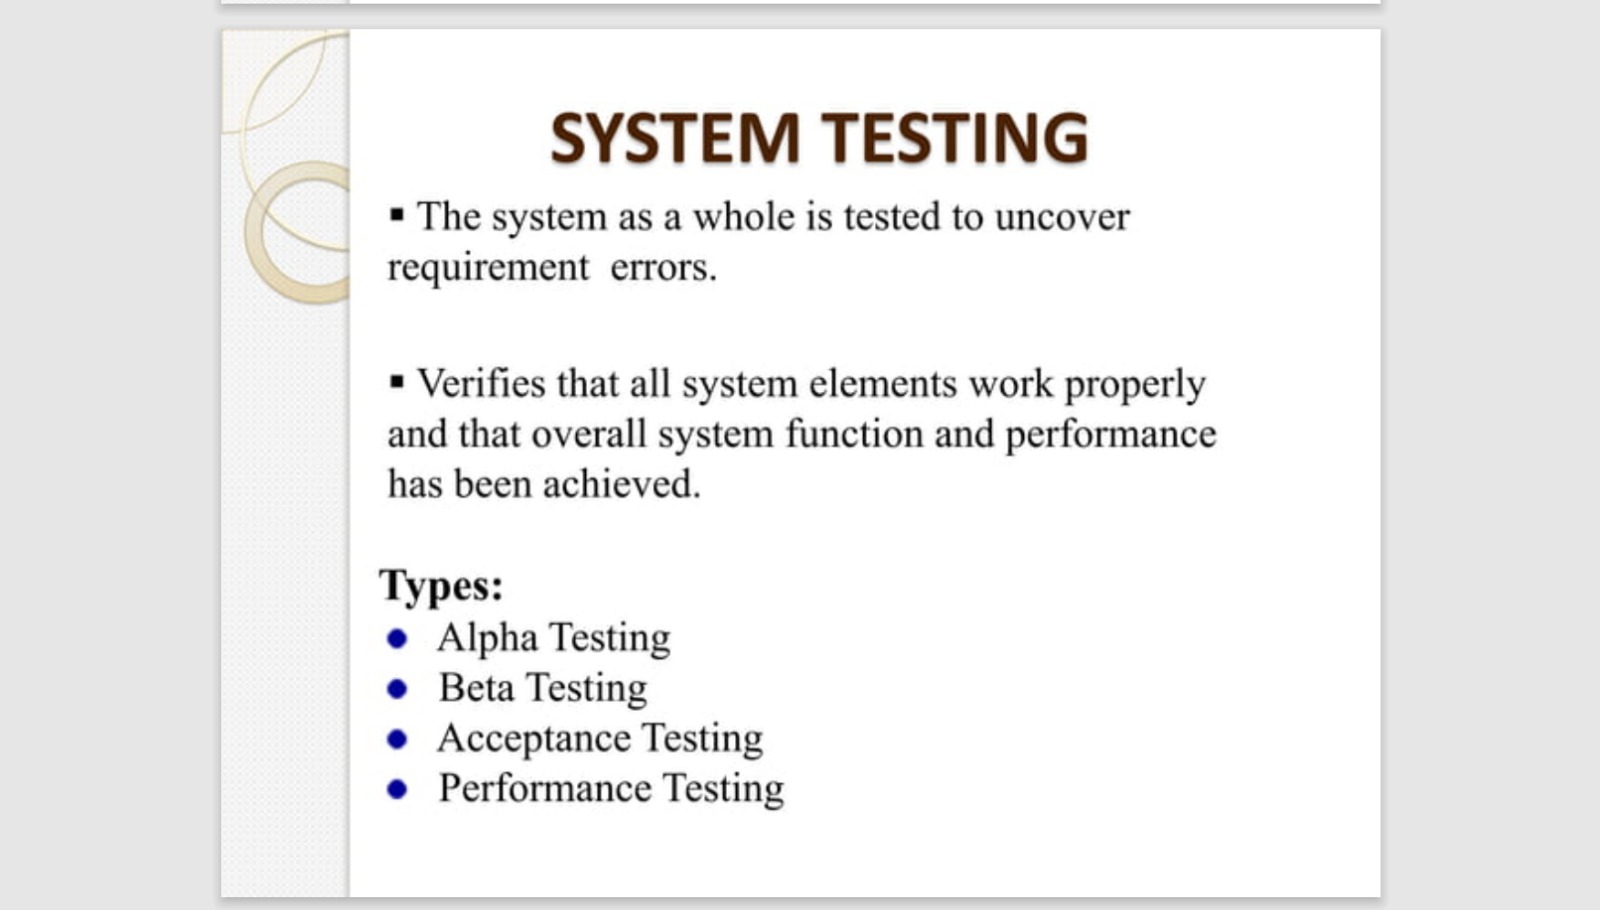 SYSTEM TESTING
▪ The system as a whole is tested to uncover
requirement errors.
▪ Verifies that all system elements work properly
and that overall system function and performance
has been achieved.
Types:
● Alpha Testing
● Beta Testing
● Acceptance Testing
● Performance Testing